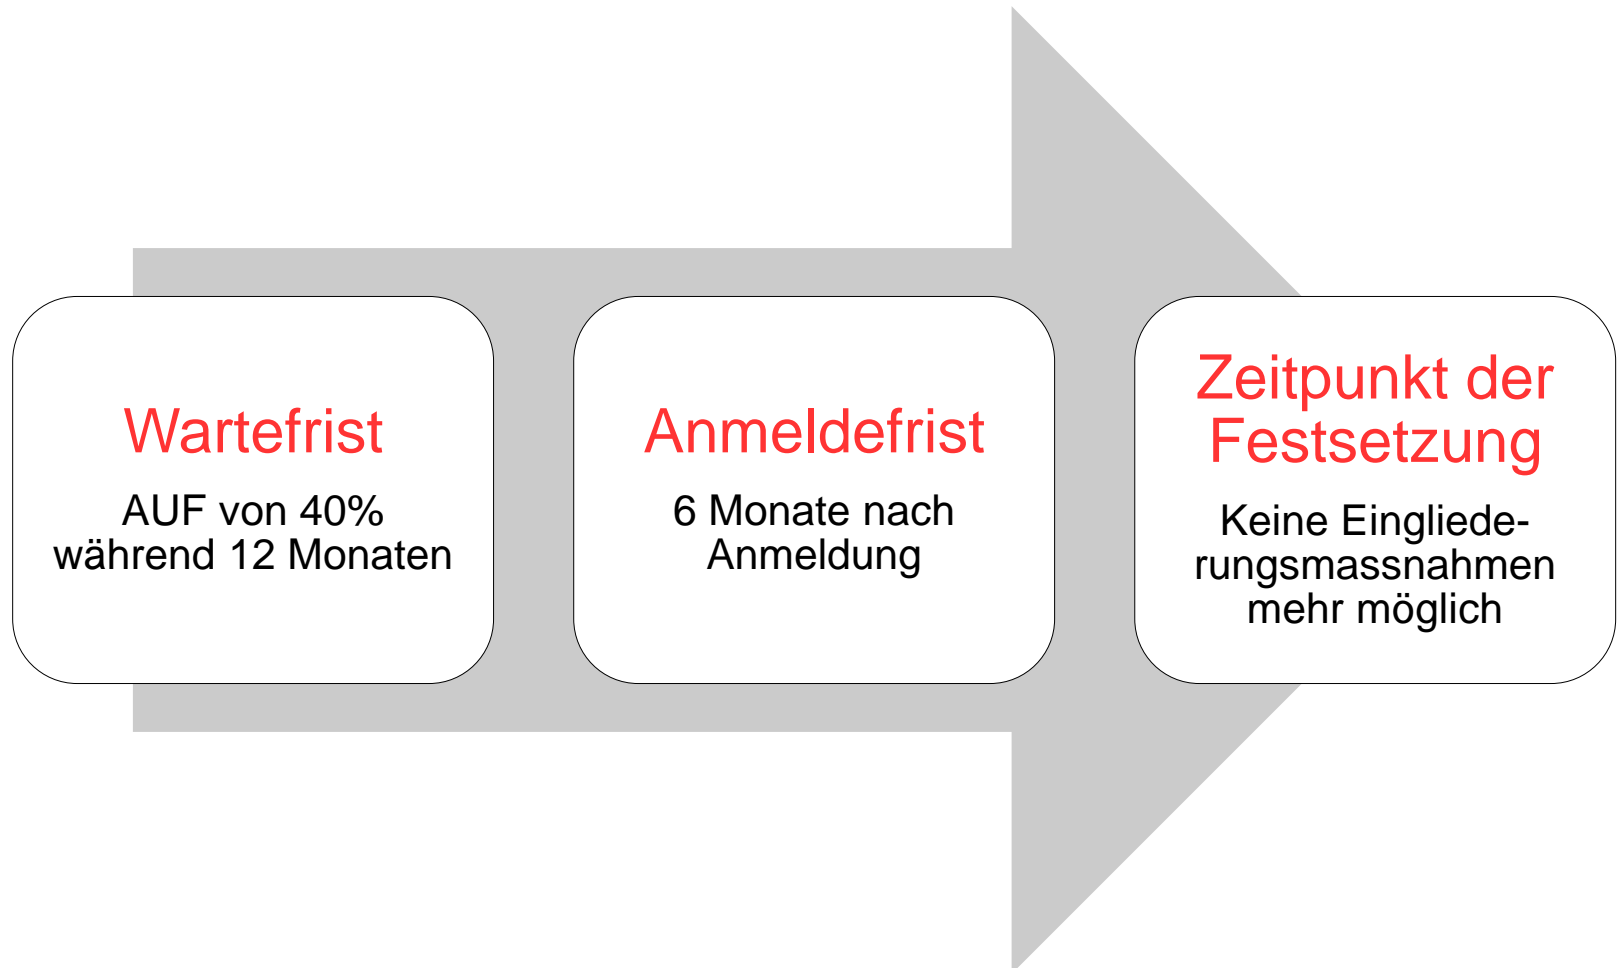 Wartefrist
AUF von 40%
während 12 Monaten
Anmeldefrist
6 Monate nach
Anmeldung
Zeitpunkt der
Festsetzung
Keine Eingliede-
rungsmassnahmen
mehr möglich